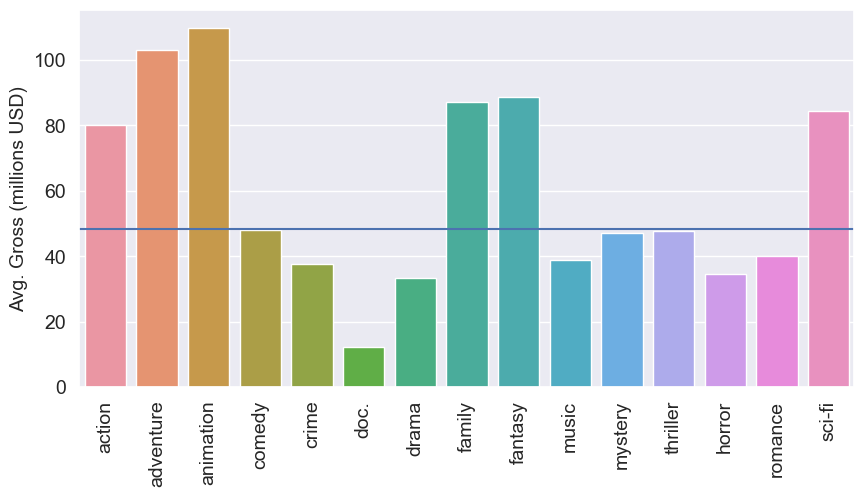 Avg. Gross (millions USD)
100
80
60
40
20
0
action
adventure
animation
comedy
crime
doc.
drama
family
fantasy
music
mystery
thriller
horror
romance
sci-fi